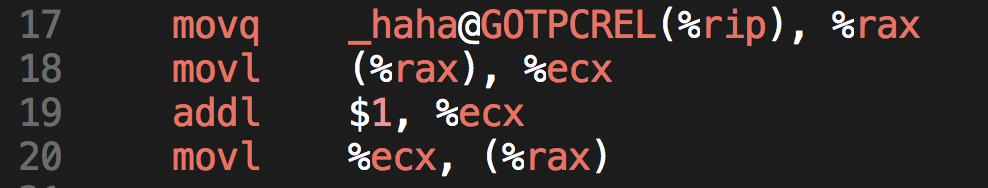 17 movq _haha@GOTPCREL(%rip), %rax
18 movl (%rax), %ecx
19 addl $1, %ecx
20 movl %ecx, (%rax)